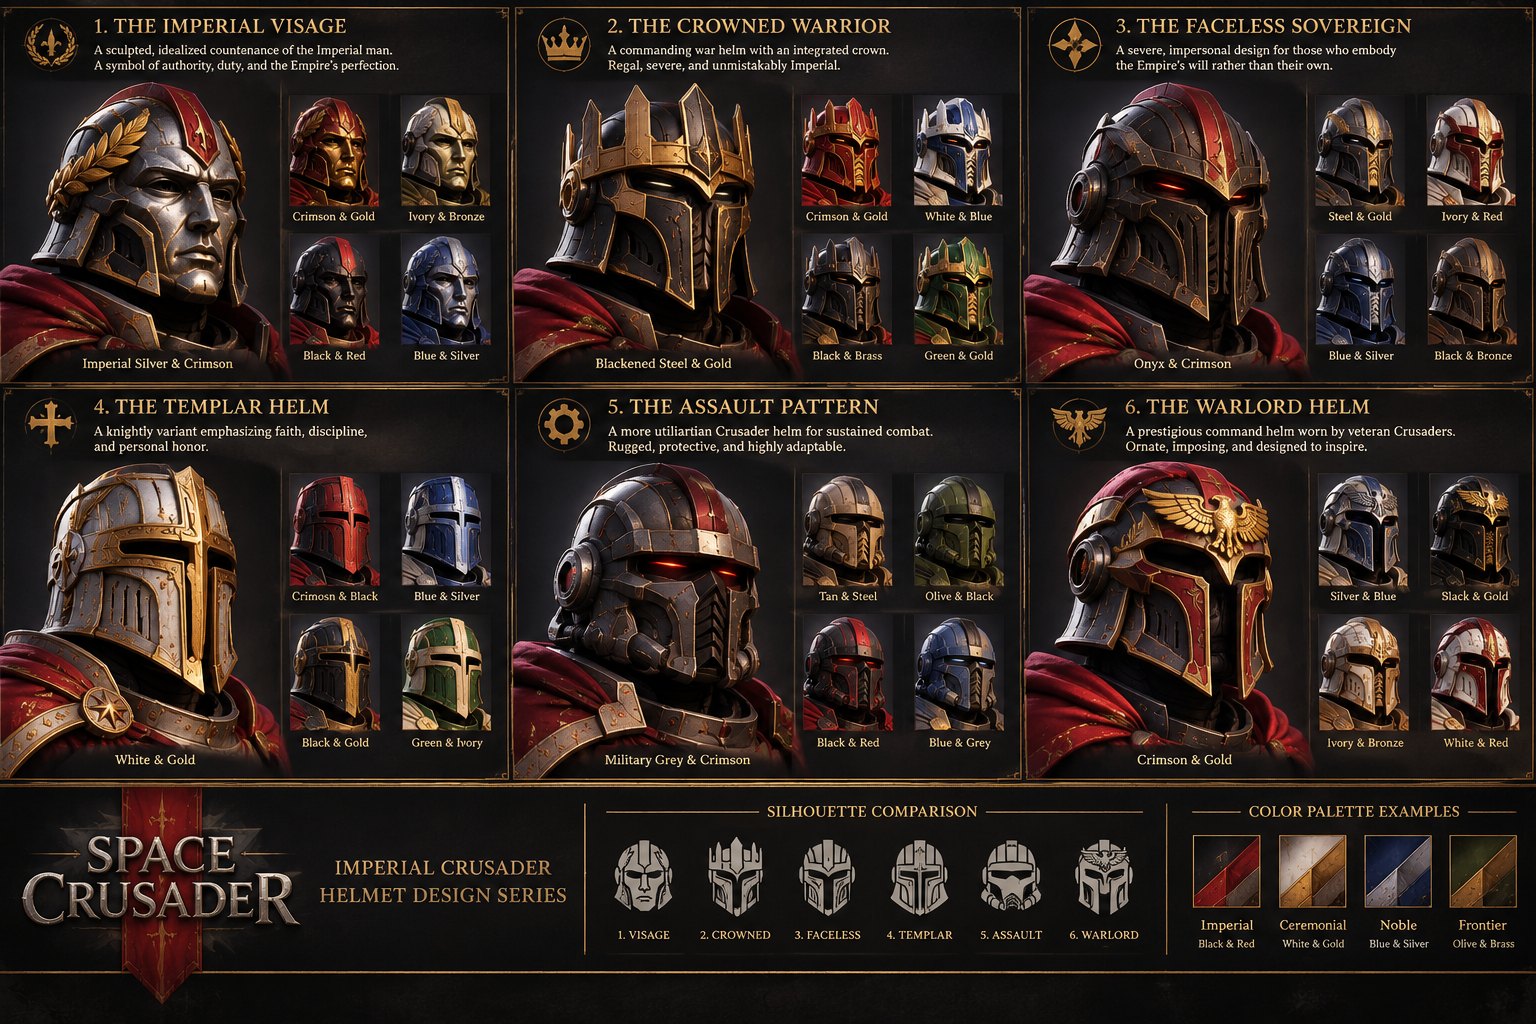 1. THE IMPERIAL VISAGE
A sculpted, idealized countenance of the Imperial man.
A symbol of authority, duty, and the Empire's perfection.
Crimson & Gold
Ivory & Bronze
Black & Red
Blue & Silver
Imperial Silver & Crimson
2. THE CROWNED WARRIOR
A commanding war helm with an integrated crown.
Regal, severe, and unmistakably Imperial.
Crimson & Gold
White & Blue
Black & Brass
Green & Gold
Blackened Steel & Gold
3. THE FACELESS SOVEREIGN
A severe, impersonal design for those who embody
the Empire's will rather than their own.
Steel & Gold
Ivory & Red
Blue & Silver
Black & Bronze
Onyx & Crimson
4. THE TEMPLAR HELM
A knightly variant emphasizing faith, discipline,
and personal honor.
Crimosn & Black
Blue & Silver
Black & Gold
Green & Ivory
White & Gold
5. THE ASSAULT PATTERN
A more utiliartian Crusader helm for sustained combat.
Rugged, protective, and highly adaptable.
Tan & Steel
Olive & Black
Black & Red
Blue & Grey
Military Grey & Crimson
6. THE WARLORD HELM
A prestigious command helm worn by veteran Crusaders.
Ornate, imposing, and designed to inspire.
Silver & Blue
Slack & Gold
Ivory & Bronze
White & Red
Crimson & Gold
SPACE
CRUSADER
IMPERIAL CRUSADER
HELMET DESIGN SERIES
SILHOUETTE COMPARISON
1. VISAGE
2. CROWNED
3. FACELESS
4. TEMPLAR
5. ASSAULT
6. WARLORD
COLOR PALETTE EXAMPLES
Imperial
Black & Red
Ceremonial
White & Gold
Noble
Blue & Silver
Frontier
Olive & Brass